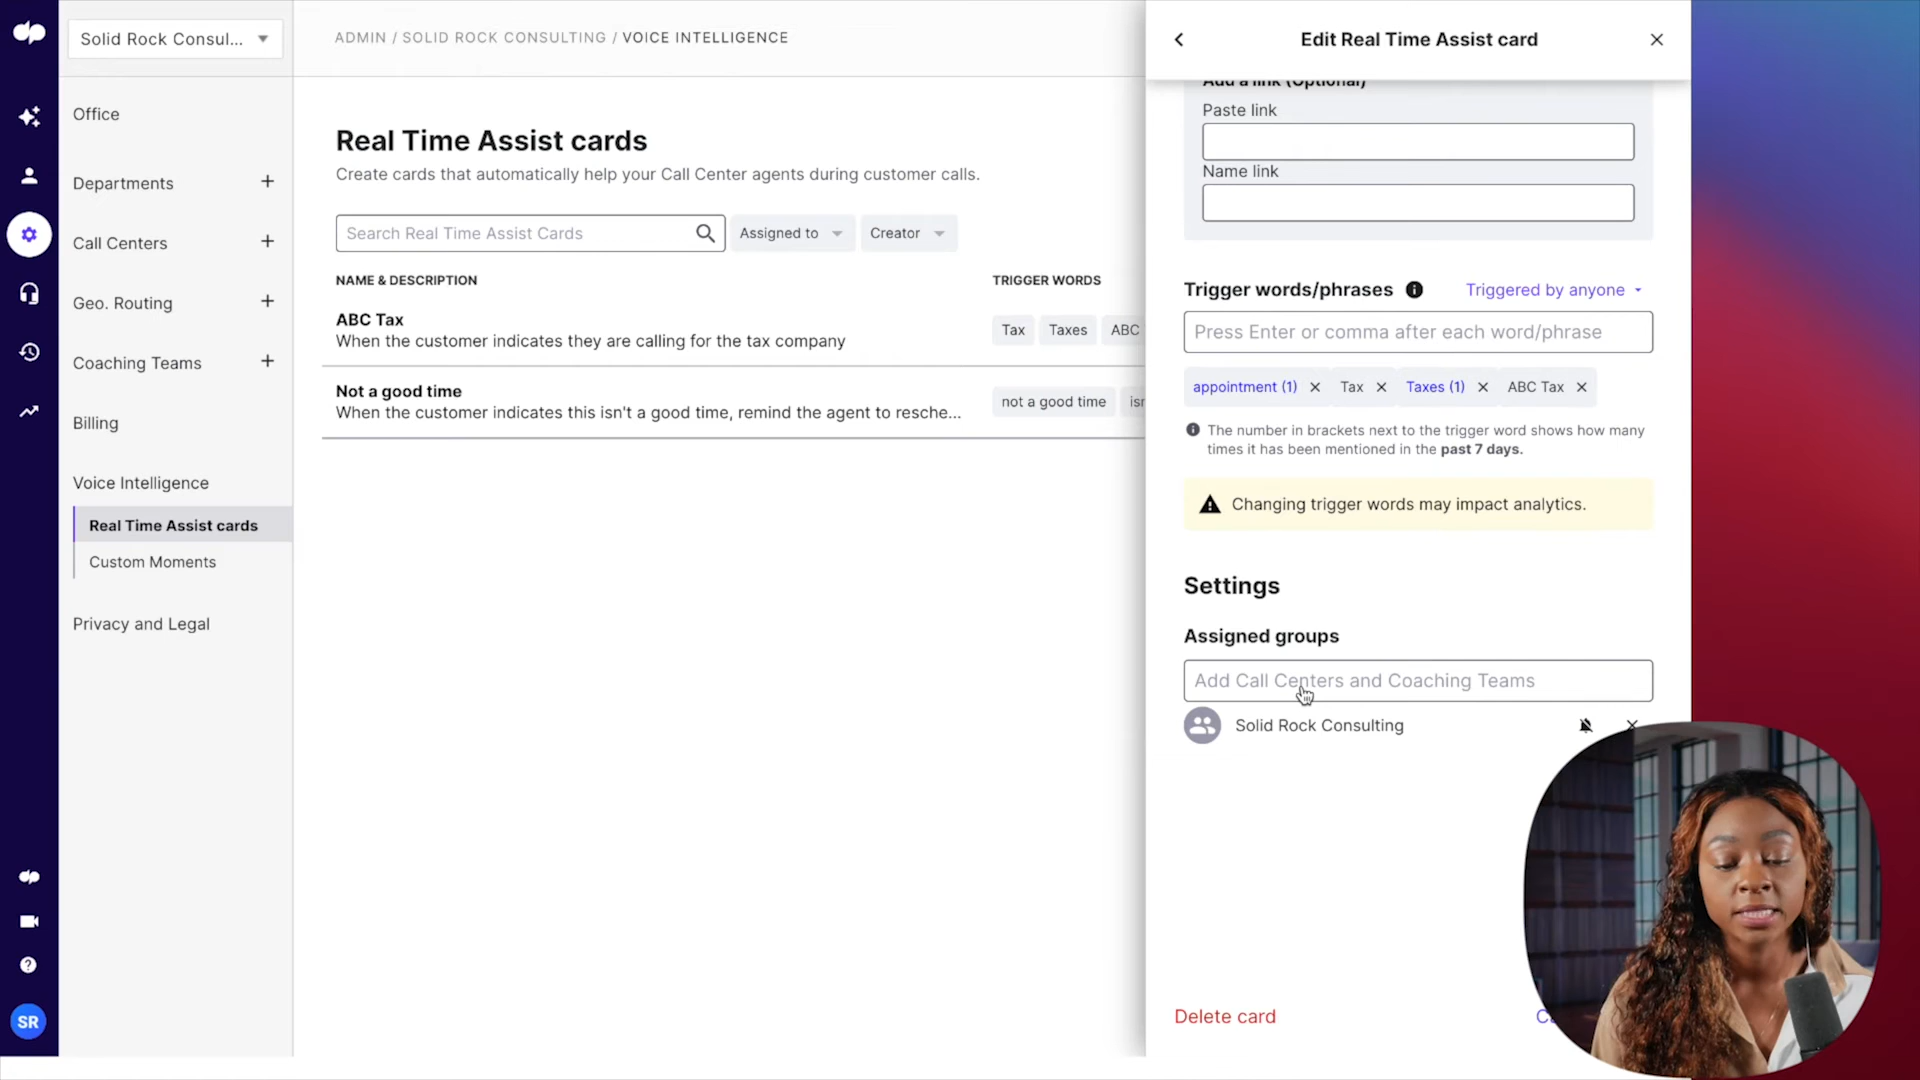 Solid Rock Consul...
ADMIN / SOLID ROCK CONSULTING / VOICE INTELLIGENCE
Office
Departments
Call Centers
Geo. Routing
Coaching Teams
Billing
Voice Intelligence
Real Time Assist cards
Custom Moments
Privacy and Legal
SR
Real Time Assist cards
Create cards that automatically help your Call Center agents during customer calls.
Search Real Time Assist Cards
Assigned to
Creator
NAME & DESCRIPTION
TRIGGER WORDS
ABC Tax
When the customer indicates they are calling for the tax company
Tax
Taxes
ABC
Not a good time
When the customer indicates this isn't a good time, remind the agent to resche...
not a good time
Edit Real Time Assist card
Add a link (Optional)
Paste link
Name link
Trigger words/phrases
Triggered by anyone
Press Enter or comma after each word/phrase
appointment (1)
Tax
Taxes (1)
ABC Tax
The number in brackets next to the trigger word shows how many
times it has been mentioned in the past 7 days.
Changing trigger words may impact analytics.
Settings
Assigned groups
Add Call Centers and Coaching Teams
Solid Rock Consulting
Delete card